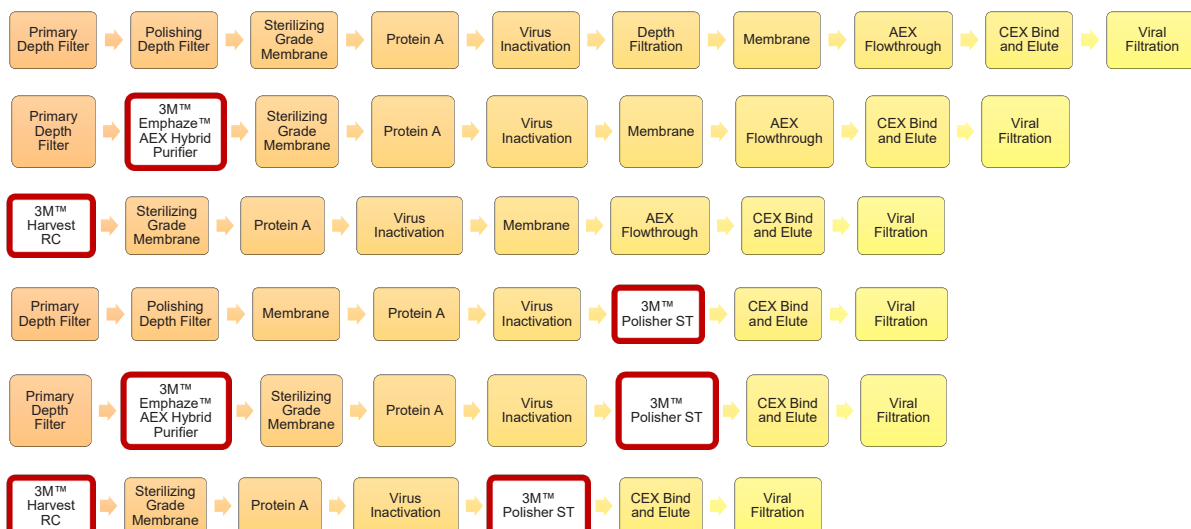 Primary
Depth Filter
Polishing
Depth Filter
Sterilizing
Grade
Membrane
Protein A
Virus
Inactivation
Depth
Filtration
Membrane
AEX
Flowthrough
CEX Bind
and Elute
Viral
Filtration
Primary
Depth
Filter
3M™
Emphaze™
AEX Hybrid
Purifier
Sterilizing
Grade
Membrane
Protein A
Virus
Inactivation
Membrane
AEX
Flowthrough
CEX Bind
and Elute
Viral
Filtration
3M™
Harvest
RC
Sterilizing
Grade
Membrane
Protein A
Virus
Inactivation
Membrane
AEX
Flowthrough
CEX Bind
and Elute
Viral
Filtration
Primary
Depth Filter
Polishing
Depth Filter
Membrane
Protein A
Virus
Inactivation
3M™
Polisher ST
CEX Bind
and Elute
Viral
Filtration
Primary
Depth
Filter
3M™
Emphaze™
AEX Hybrid
Purifier
Sterilizing
Grade
Membrane
Protein A
Virus
Inactivation
3M™
Polisher ST
CEX Bind
and Elute
Viral
Filtration
3M™
Harvest
RC
Sterilizing
Grade
Membrane
Protein A
Virus
Inactivation
3M™
Polisher ST
CEX Bind
and Elute
Viral
Filtration